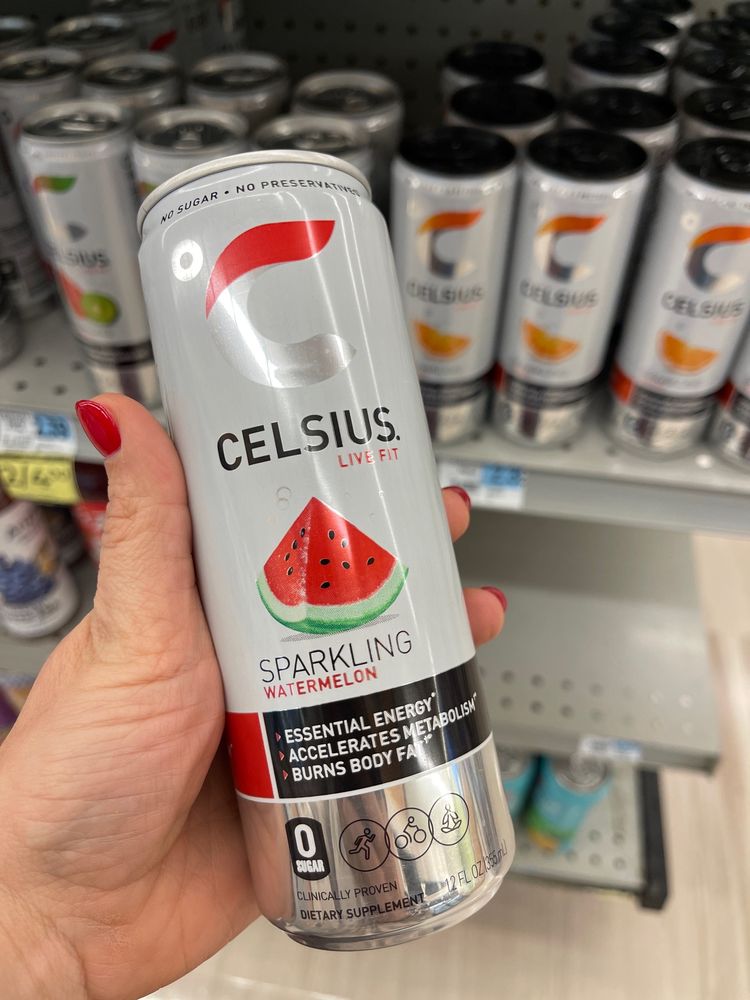 NO SUGAR • NO PRESERVATIVES
CELSIUS.
LIVE FIT
SPARKLING
WATERMELON
ESSENTIAL ENERGY*
ACCELERATES METABOLISM*
BURNS BODY FAT*†
0
SUGAR
CLINICALLY PROVEN
12 FL OZ (355 mL)
DIETARY SUPPLEMENT
CELSIUS
CELSIUS
CELSIUS
CELSIUS